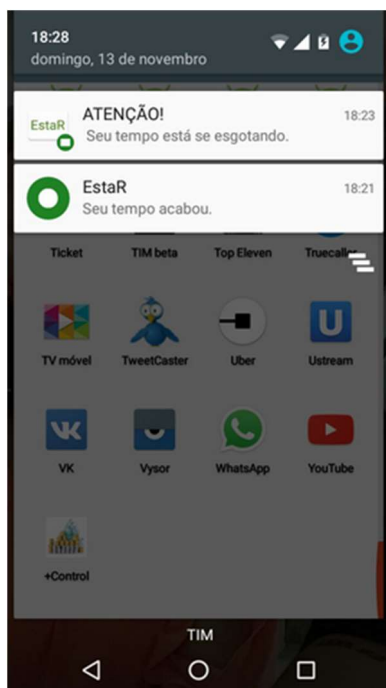 18:28
domingo, 13 de novembro
EstaR
ATENÇÃO!
18:23
Seu tempo está se esgotando.
EstaR
18:21
Seu tempo acabou.
Ticket
TIM beta
Top Eleven
Truecaller
TV móvel
TweetCaster
Uber
Ustream
VK
Vysor
WhatsApp
YouTube
+Control
TIM